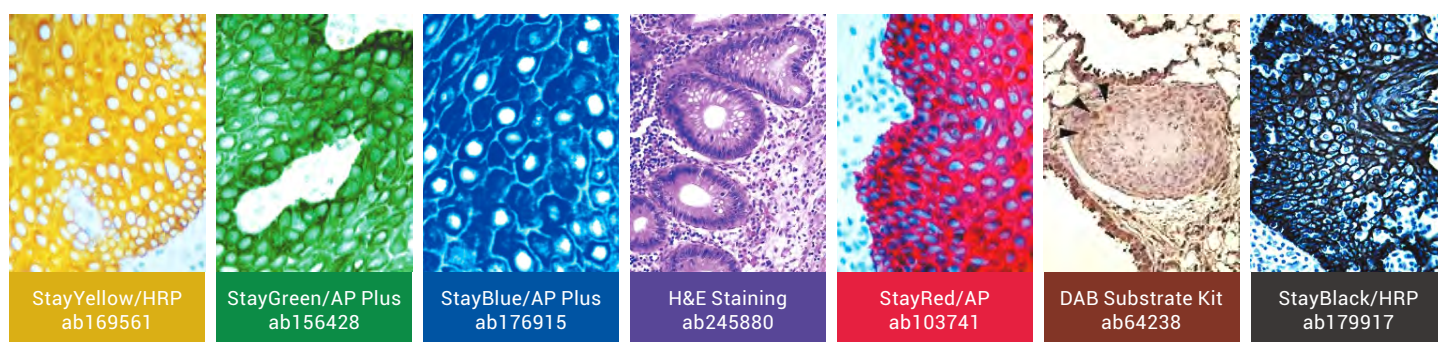 StayYellow/HRP
ab169561
StayGreen/AP Plus
ab156428
StayBlue/AP Plus
ab176915
H&E Staining
ab245880
StayRed/AP
ab103741
DAB Substrate Kit
ab64238
StayBlack/HRP
ab179917